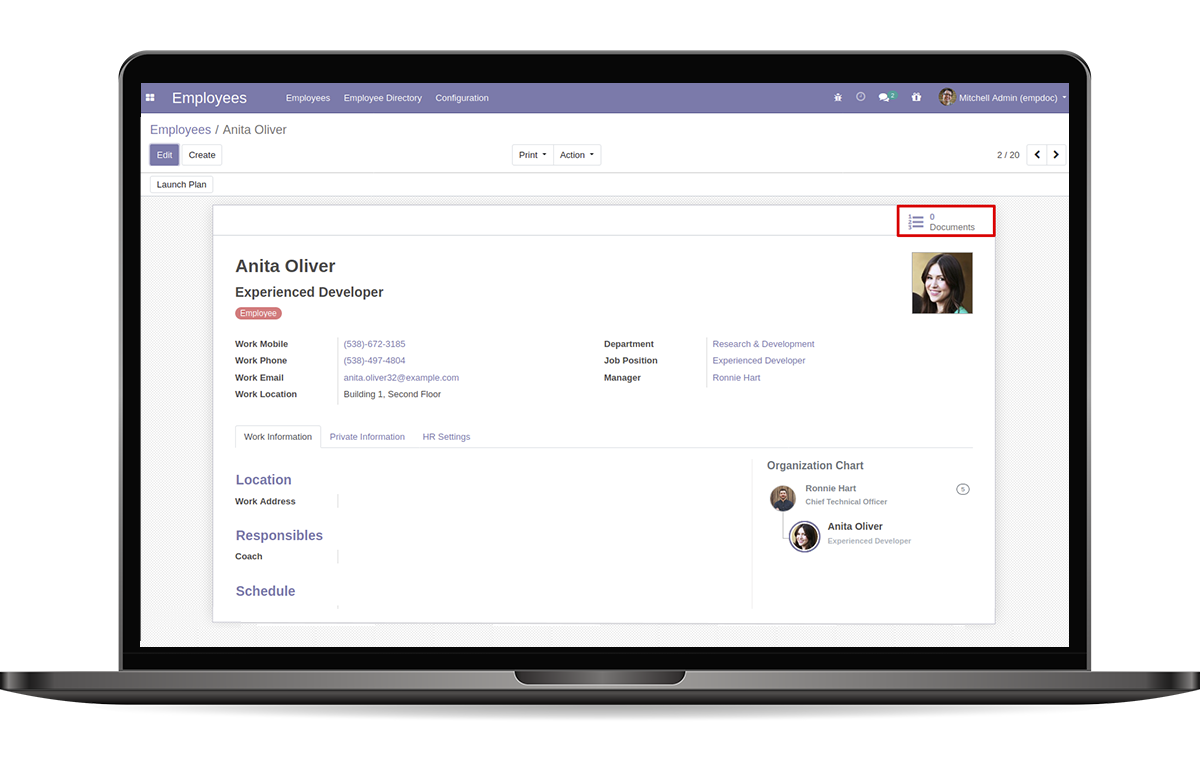 Employees Employees Employee Directory Configuration 2 Mitchell Admin (empdoc)
Employees / Anita Oliver
Edit Create Print Action 2 / 20
Launch Plan
0
Documents
Anita Oliver
Experienced Developer
Employee
Work Mobile (538)-672-3185 Department Research & Development
Work Phone (538)-497-4804 Job Position Experienced Developer
Work Email anita.oliver32@example.com Manager Ronnie Hart
Work Location Building 1, Second Floor
Work Information Private Information HR Settings
Organization Chart
Location
Ronnie Hart 5
Work Address Chief Technical Officer
Anita Oliver
Responsibles
Experienced Developer
Coach
Schedule